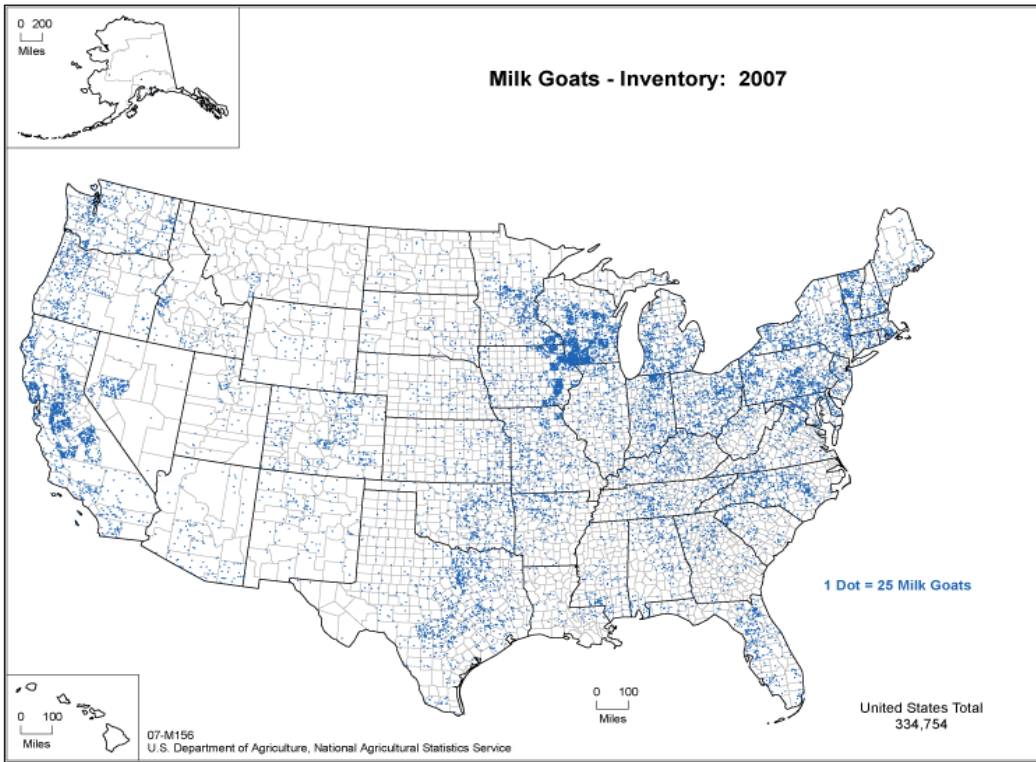 0 200
Miles
Milk Goats - Inventory: 2007
1 Dot = 25 Milk Goats
0 100
Miles
0 100
Miles
United States Total
334,754
07-M156
U.S. Department of Agriculture, National Agricultural Statistics Service